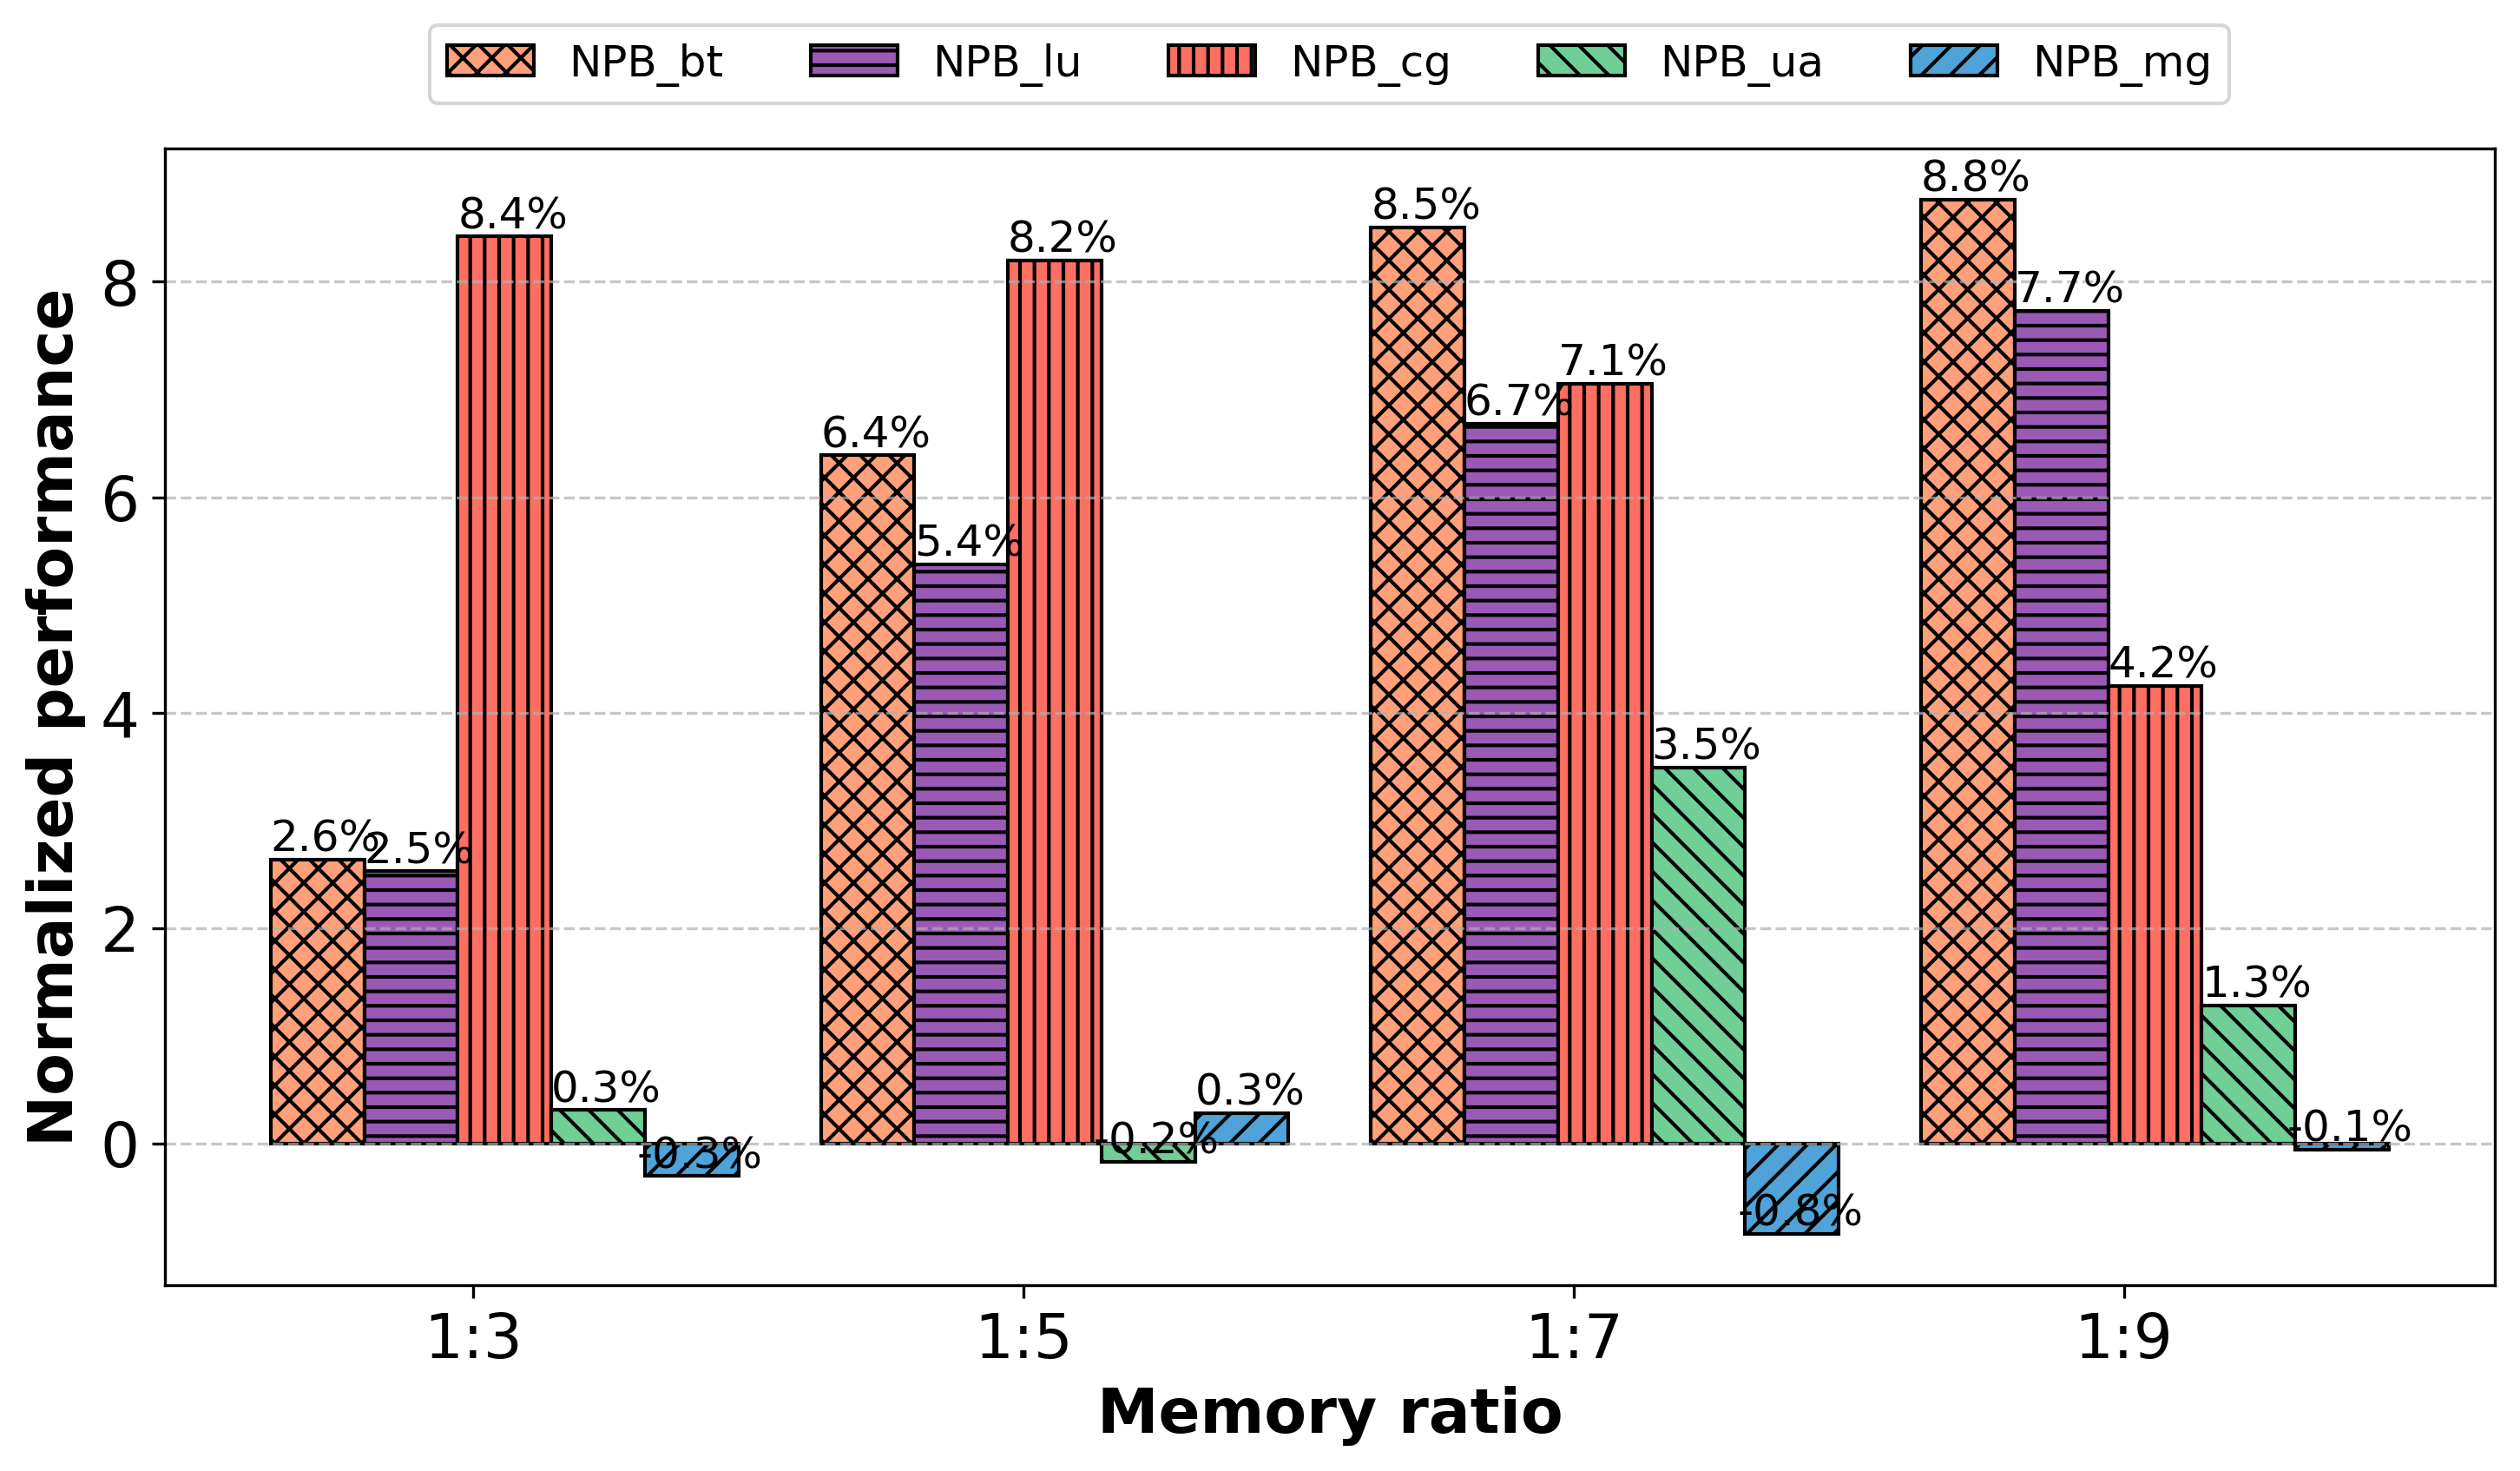 NPB_bt NPB_lu NPB_cg NPB_ua NPB_mg
Normalized performance
8
6
4
2
0
2.6% 2.5% 8.4% 0.3% -0.3%
6.4% 5.4% 8.2% -0.2% 0.3%
8.5% 6.7% 7.1% 3.5% -0.8%
8.8% 7.7% 4.2% 1.3% -0.1%
1:3 1:5 1:7 1:9
Memory ratio